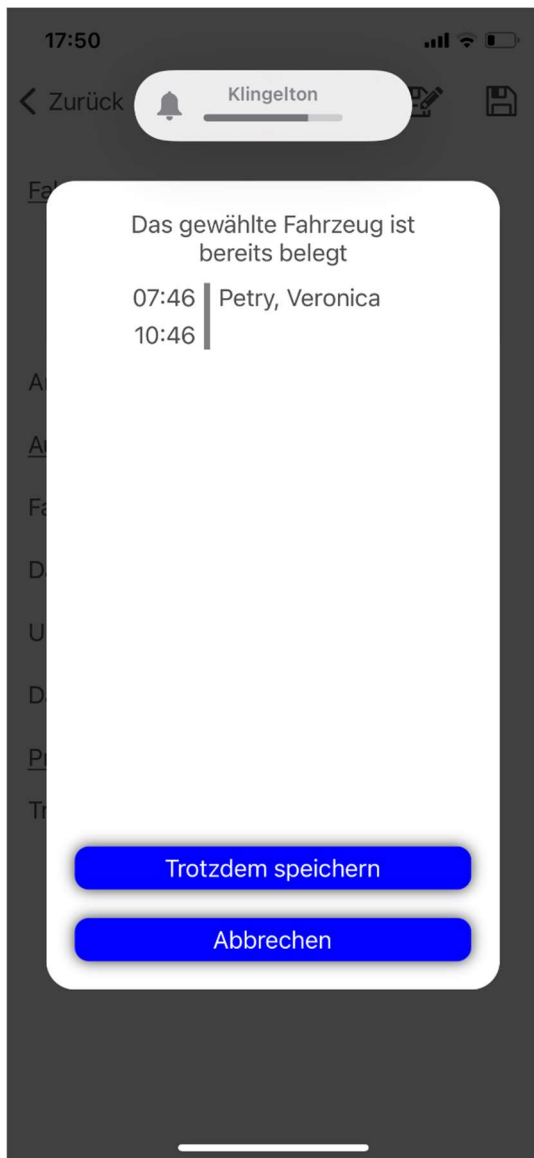 17:50
Zurück
Klingelton
Das gewählte Fahrzeug ist
bereits belegt
07:46 Petry, Veronica
10:46
Trotzdem speichern
Abbrechen